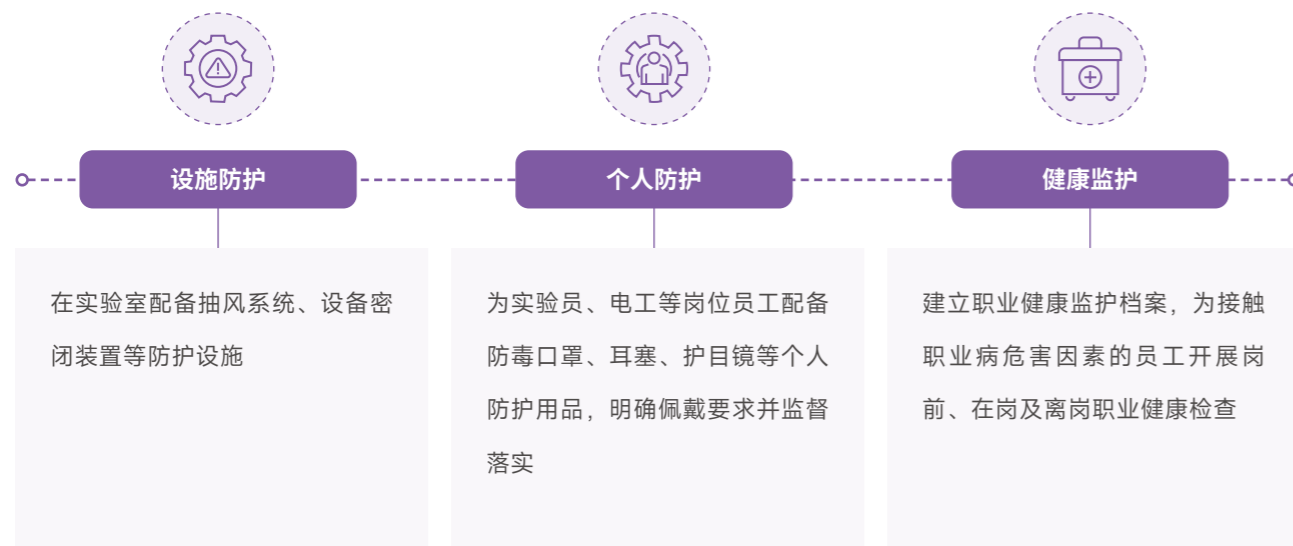 设施防护
在实验室配备抽风系统、设备密
闭装置等防护设施
个人防护
为实验员、电工等岗位员工配备
防毒口罩、耳塞、护目镜等个人
防护用品，明确佩戴要求并监督
落实
健康监护
建立职业健康监护档案，为接触
职业病危害因素的员工开展岗
前、在岗及离岗职业健康检查